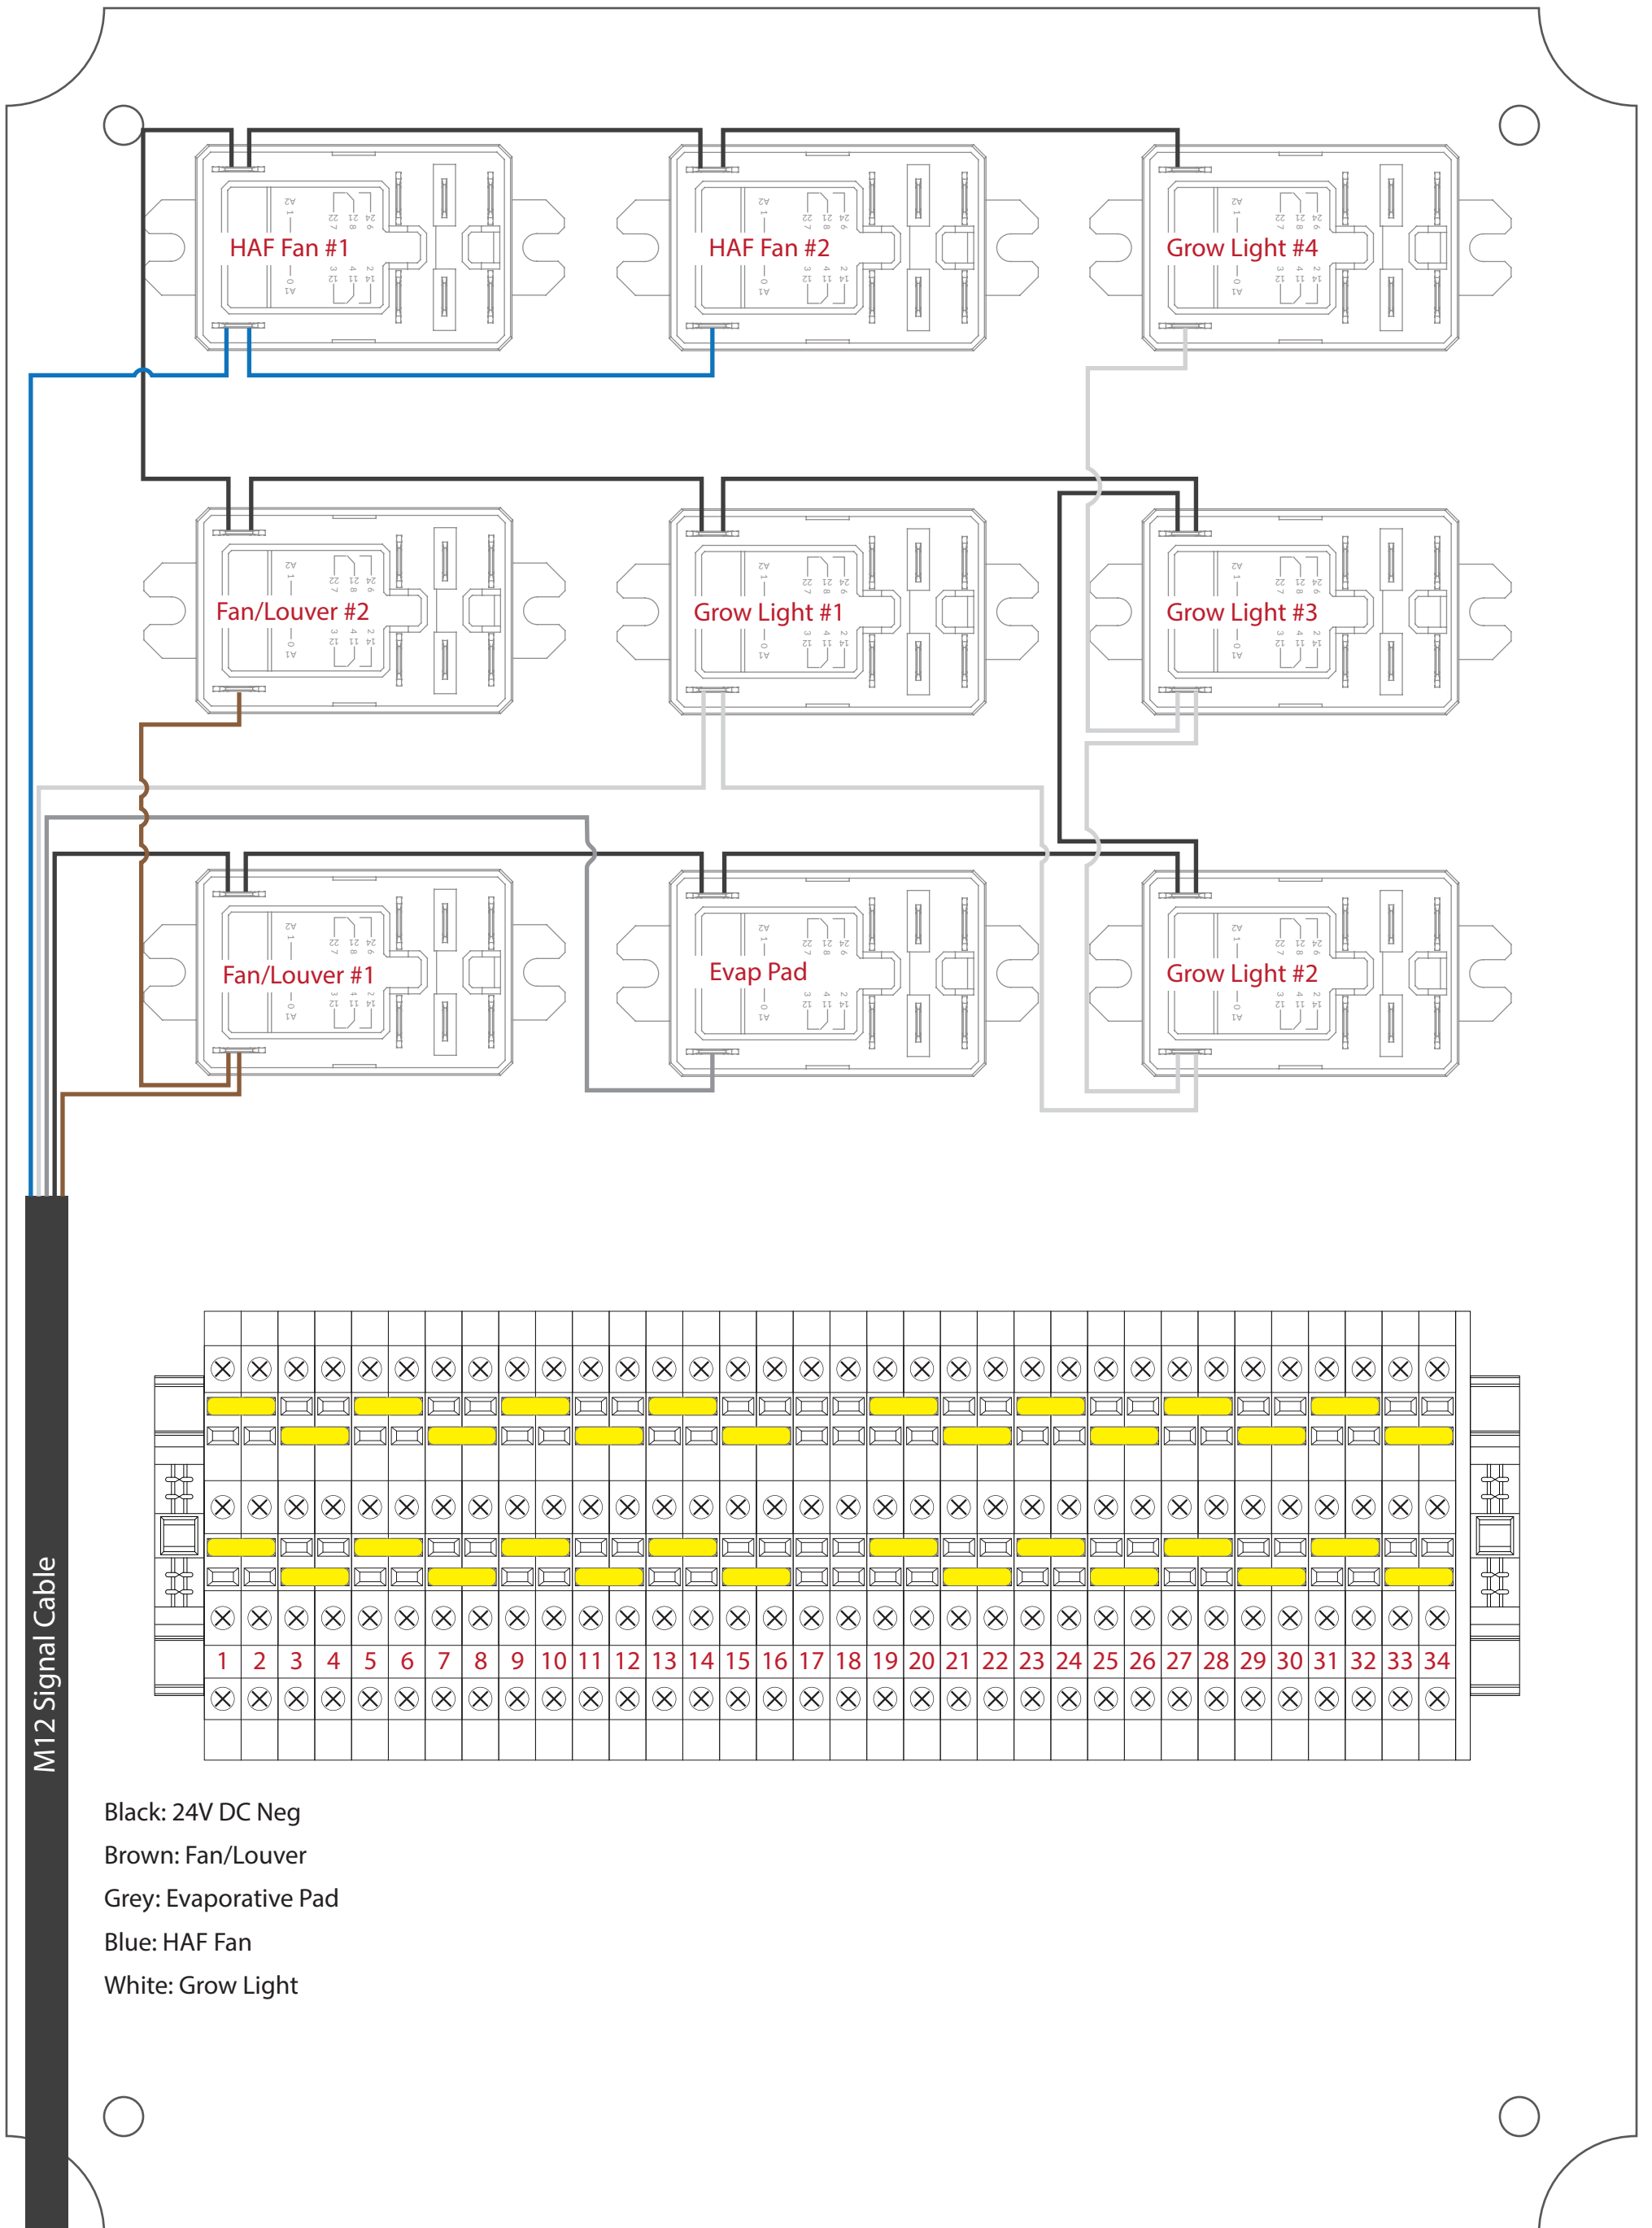 HAF Fan #1
HAF Fan #2
Grow Light #4
Fan/Louver #2
Grow Light #1
Grow Light #3
Fan/Louver #1
Evap Pad
Grow Light #2
M12 Signal Cable
1 2 3 4 5 6 7 8 9 10 11 12 13 14 15 16 17 18 19 20 21 22 23 24 25 26 27 28 29 30 31 32 33 34
Black: 24V DC Neg
Brown: Fan/Louver
Grey: Evaporative Pad
Blue: HAF Fan
White: Grow Light